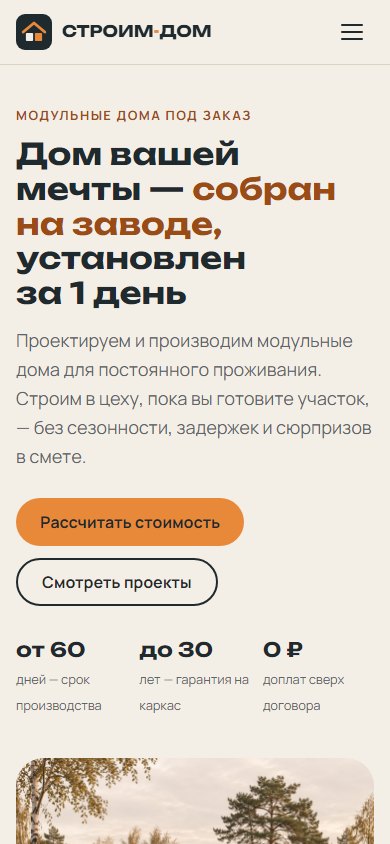 СТРОИМ·ДОМ
МОДУЛЬНЫЕ ДОМА ПОД ЗАКАЗ
Дом вашей
мечты — собран
на заводе,
установлен
за 1 день
Проектируем и производим модульные
дома для постоянного проживания.
Строим в цеху, пока вы готовите участок,
— без сезонности, задержек и сюрпризов
в смете.
Рассчитать стоимость
Смотреть проекты
от 60
дней — срок
производства
до 30
лет — гарантия на
каркас
0 ₽
доплат сверх
договора